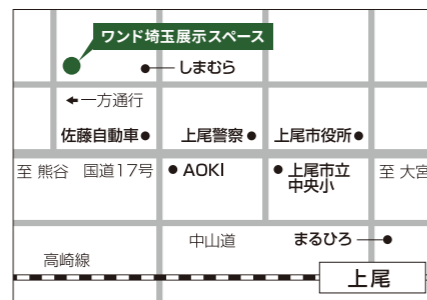 ワンド埼玉展示スペース
しまむら
一方通行
佐藤自動車
上尾警察
上尾市役所
至 熊谷
国道17号
AOKI
上尾市立
中央小
至 大宮
中山道
まるひろ
高崎線
上尾